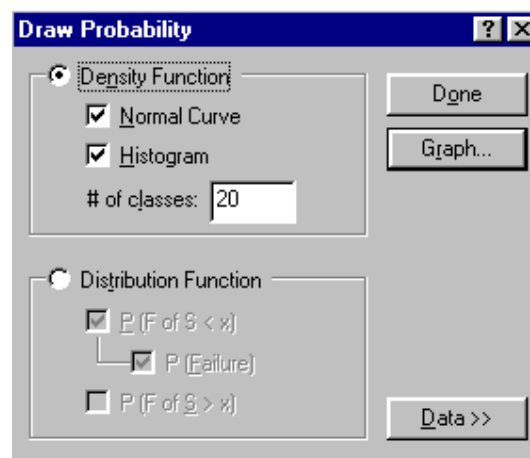 Draw Probability
Density Function
Normal Curve
Histogram
# of classes: 20
Done
Graph...
Distribution Function
P (F of S < x)
P (Failure)
P (F of S > x)
Data >>